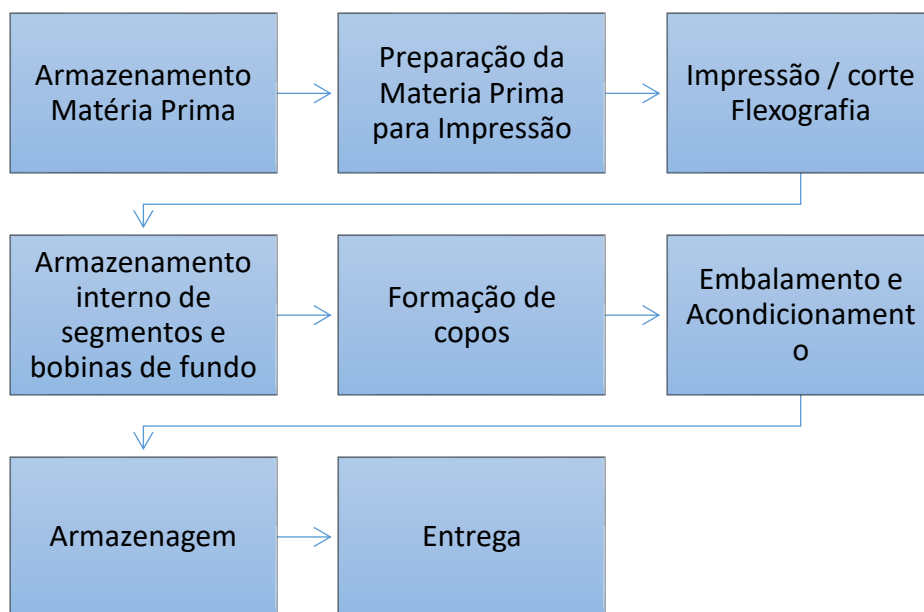 Armazenamento
Matéria Prima
Preparação da
Materia Prima
para Impressão
Impressão / corte
Flexografia
Armazenamento
interno de
segmentos e
bobinas de fundo
Formação de
copos
Embalamento e
Acondicionament
o
Armazenagem
Entrega